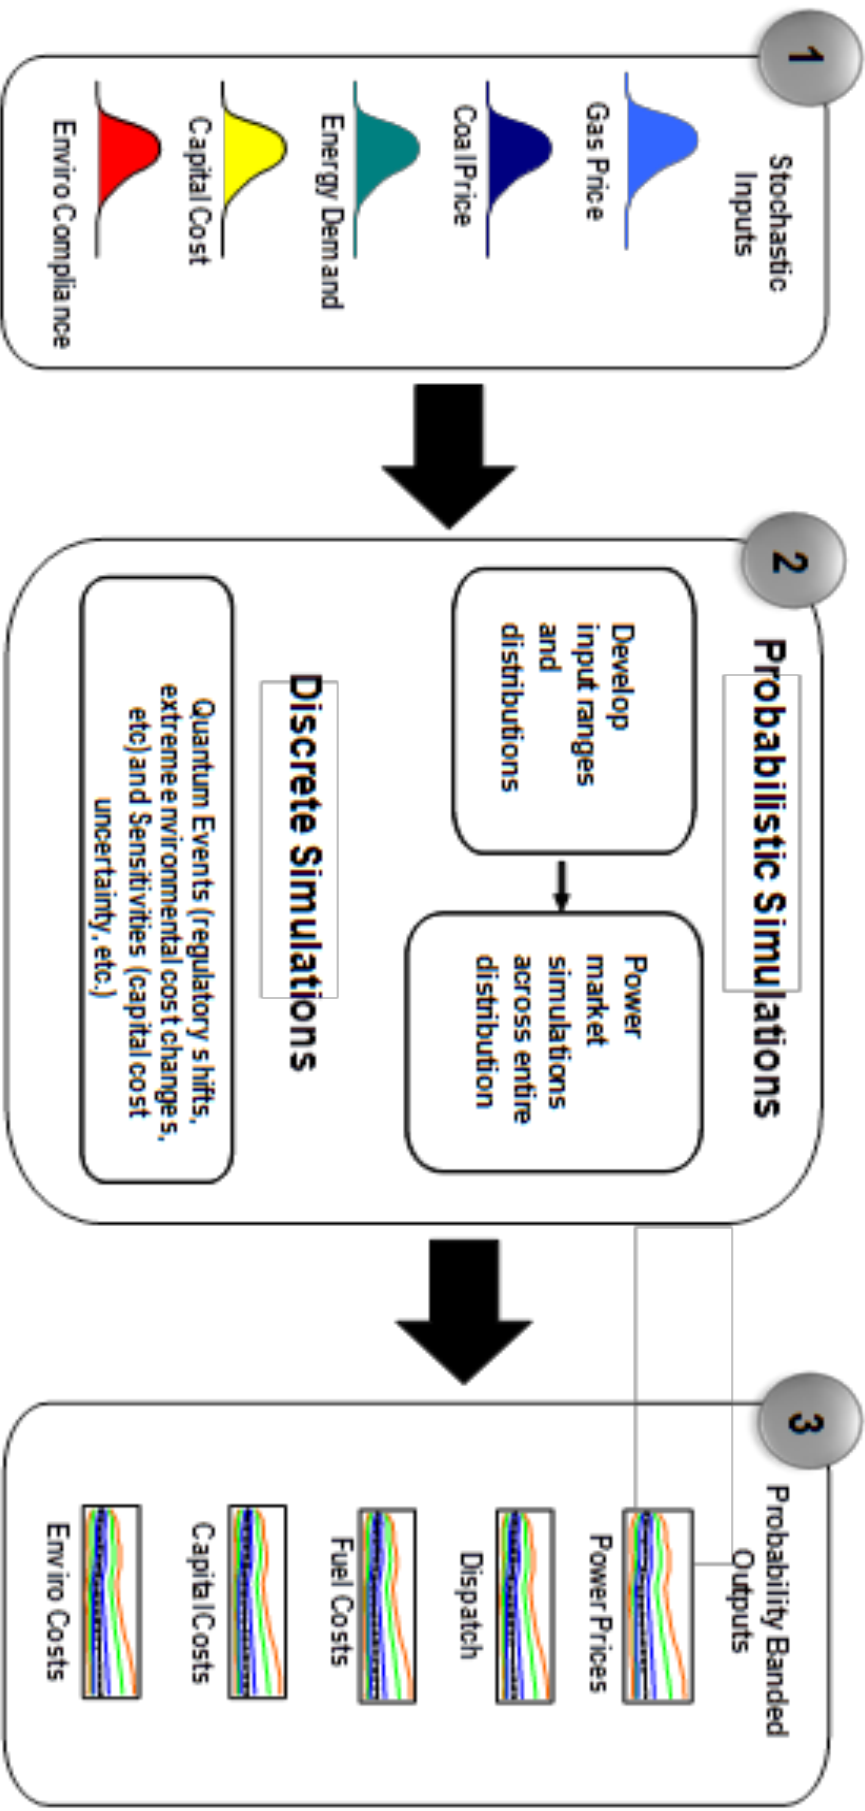 1
Stochastic
Inputs
Gas Price
Coal Price
Energy Demand
Capital Cost
Enviro Compliance
2
Probabilistic Simulations
Develop
input ranges
and
distributions
Power
market
simulations
across entire
distribution
Discrete Simulations
Quantum Events (regulatory shifts,
extreme environmental cost changes,
etc) and Sensitivities (capital cost
uncertainty, etc.)
3
Probability Banded
Outputs
Power Prices
Dispatch
Fuel Costs
Capital Costs
Enviro Costs